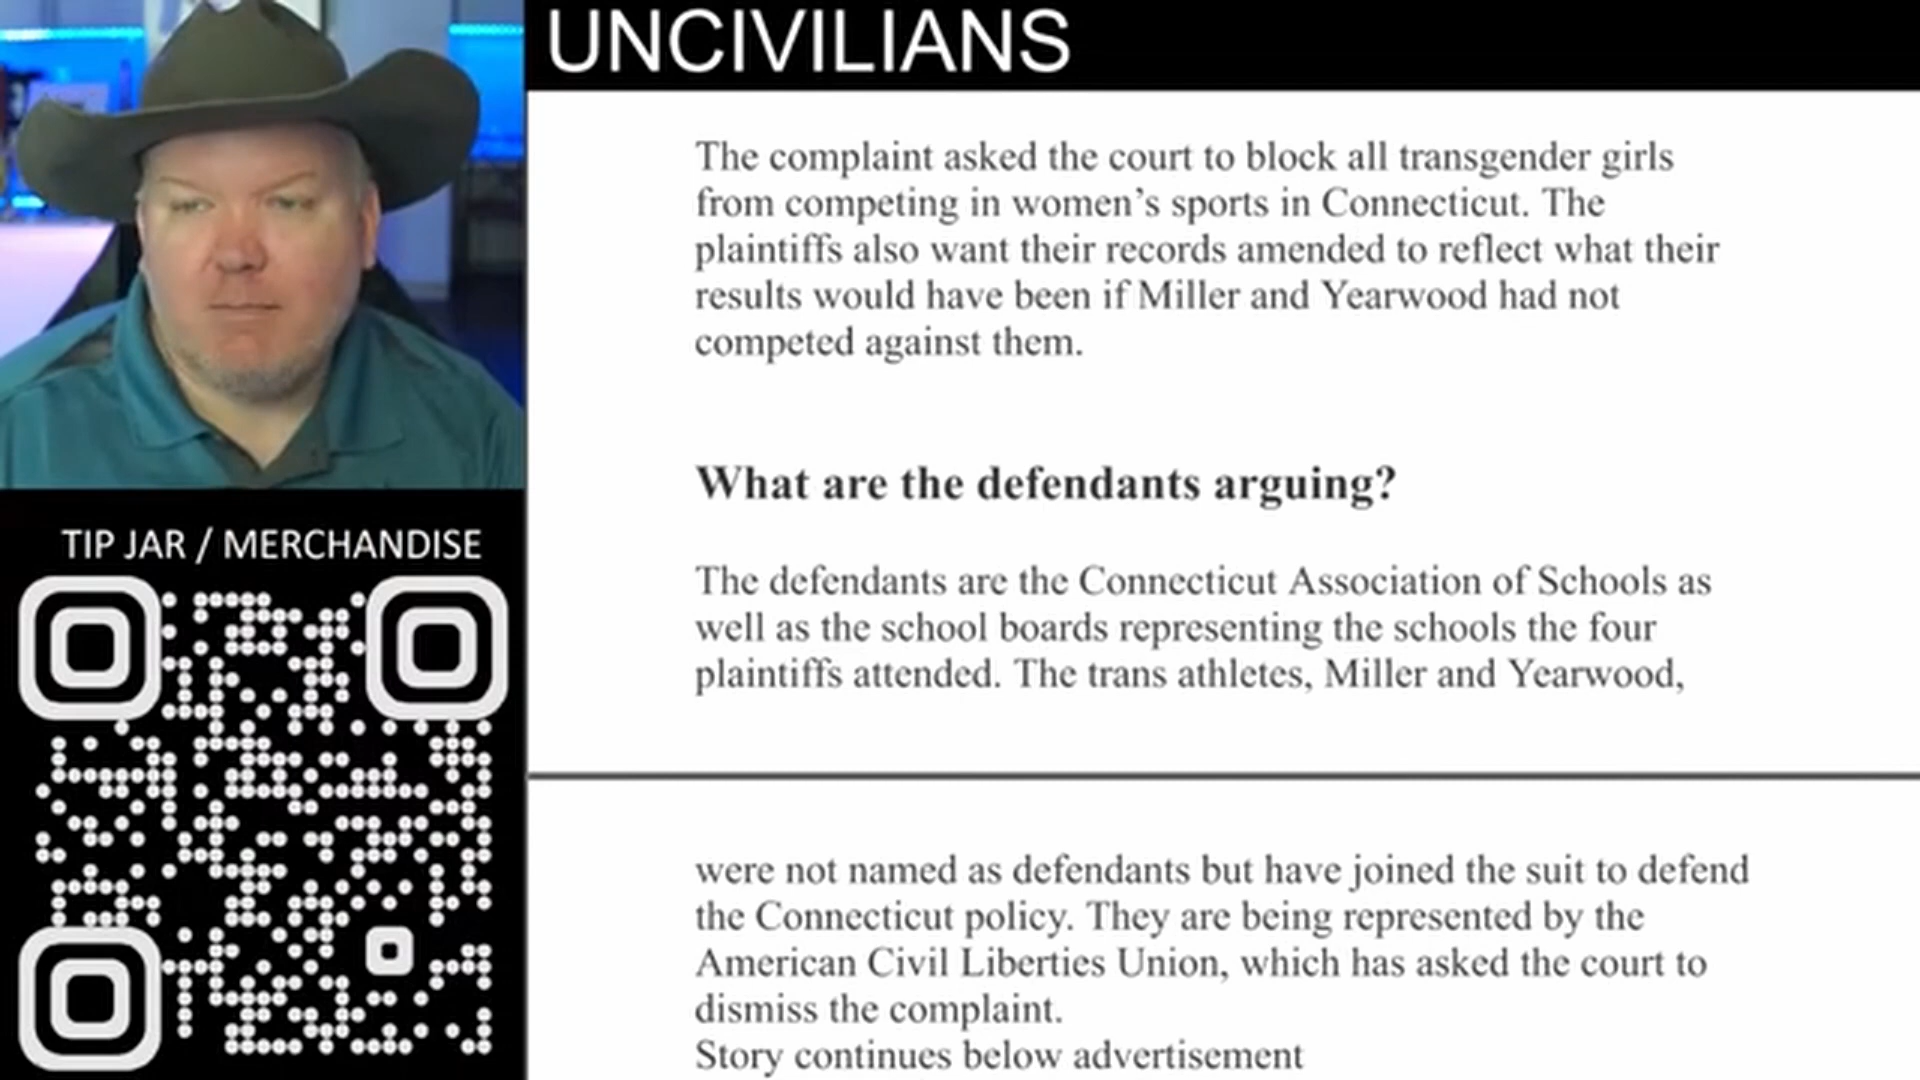 UNCIVILIANS
The complaint asked the court to block all transgender girls
from competing in women’s sports in Connecticut. The
plaintiffs also want their records amended to reflect what their
results would have been if Miller and Yearwood had not
competed against them.
What are the defendants arguing?
The defendants are the Connecticut Association of Schools as
well as the school boards representing the schools the four
plaintiffs attended. The trans athletes, Miller and Yearwood,
were not named as defendants but have joined the suit to defend
the Connecticut policy. They are being represented by the
American Civil Liberties Union, which has asked the court to
dismiss the complaint.
Story continues below advertisement
TIP JAR / MERCHANDISE